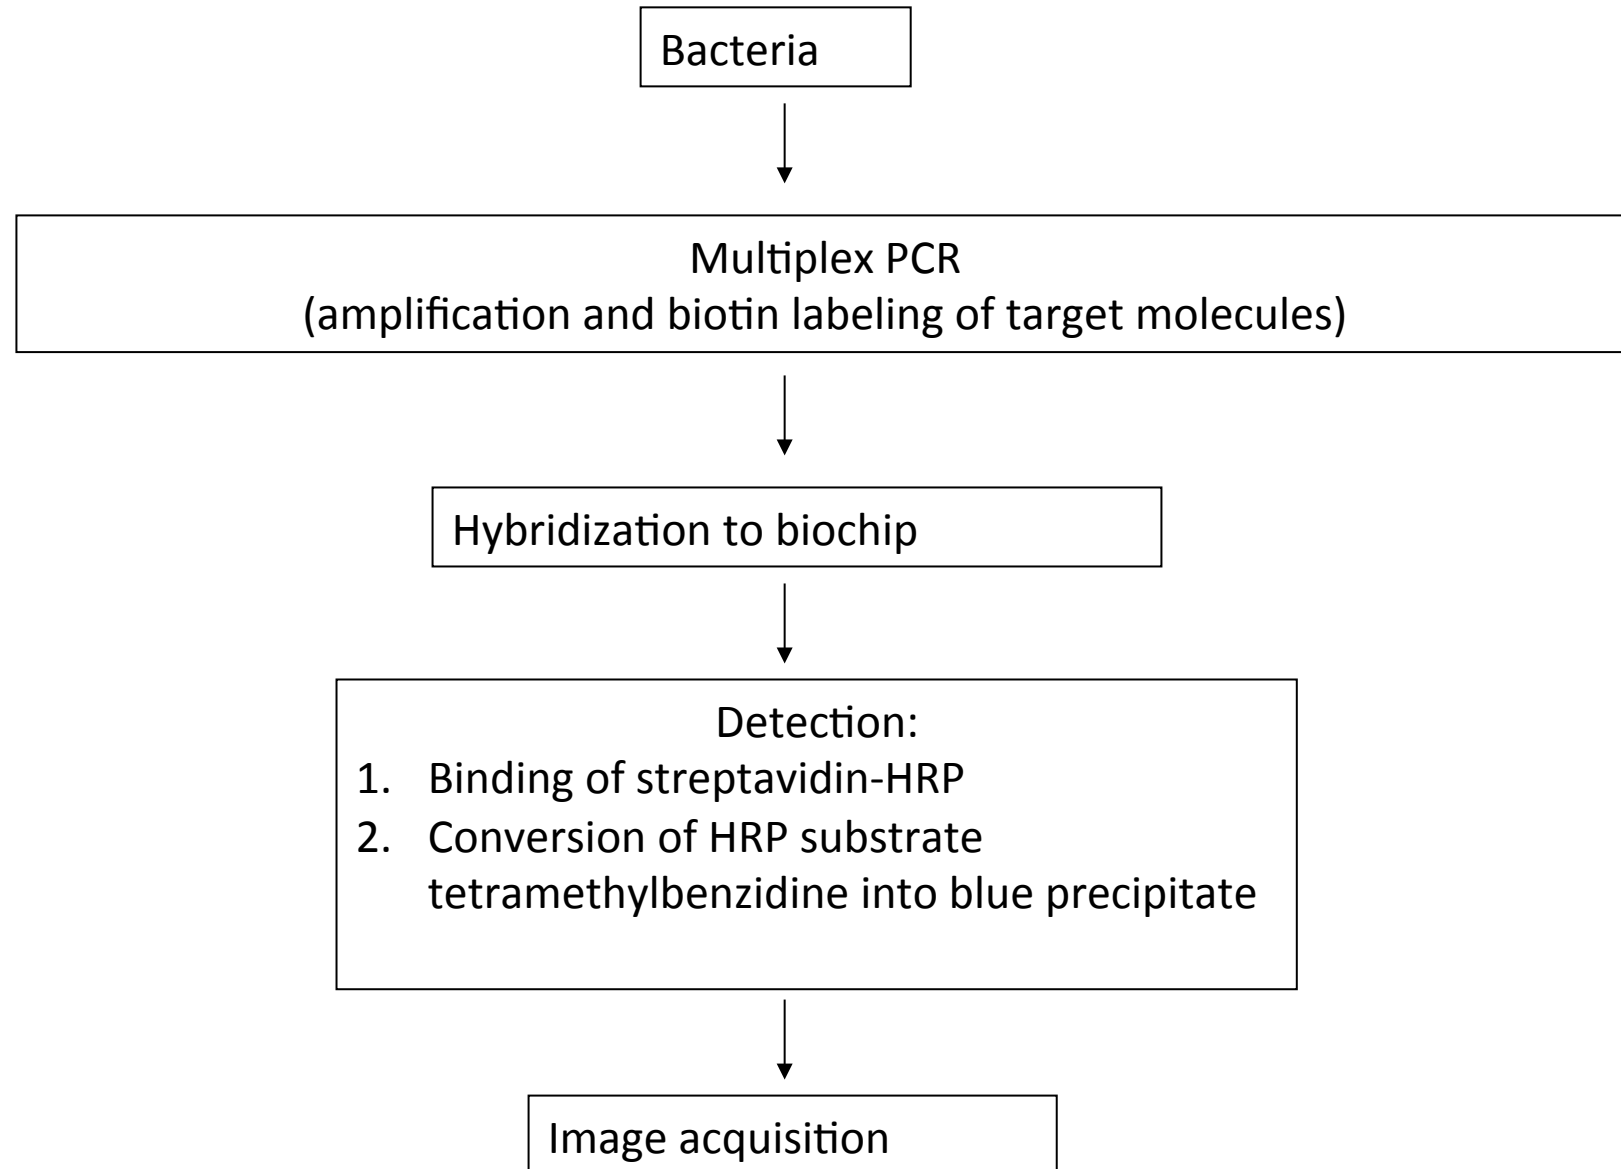 Bacteria
Multiplex PCR
(amplification and biotin labeling of target molecules)
Hybridization to biochip
Detection:
1. Binding of streptavidin-HRP
2. Conversion of HRP substrate
tetramethylbenzidine into blue precipitate
Image acquisition